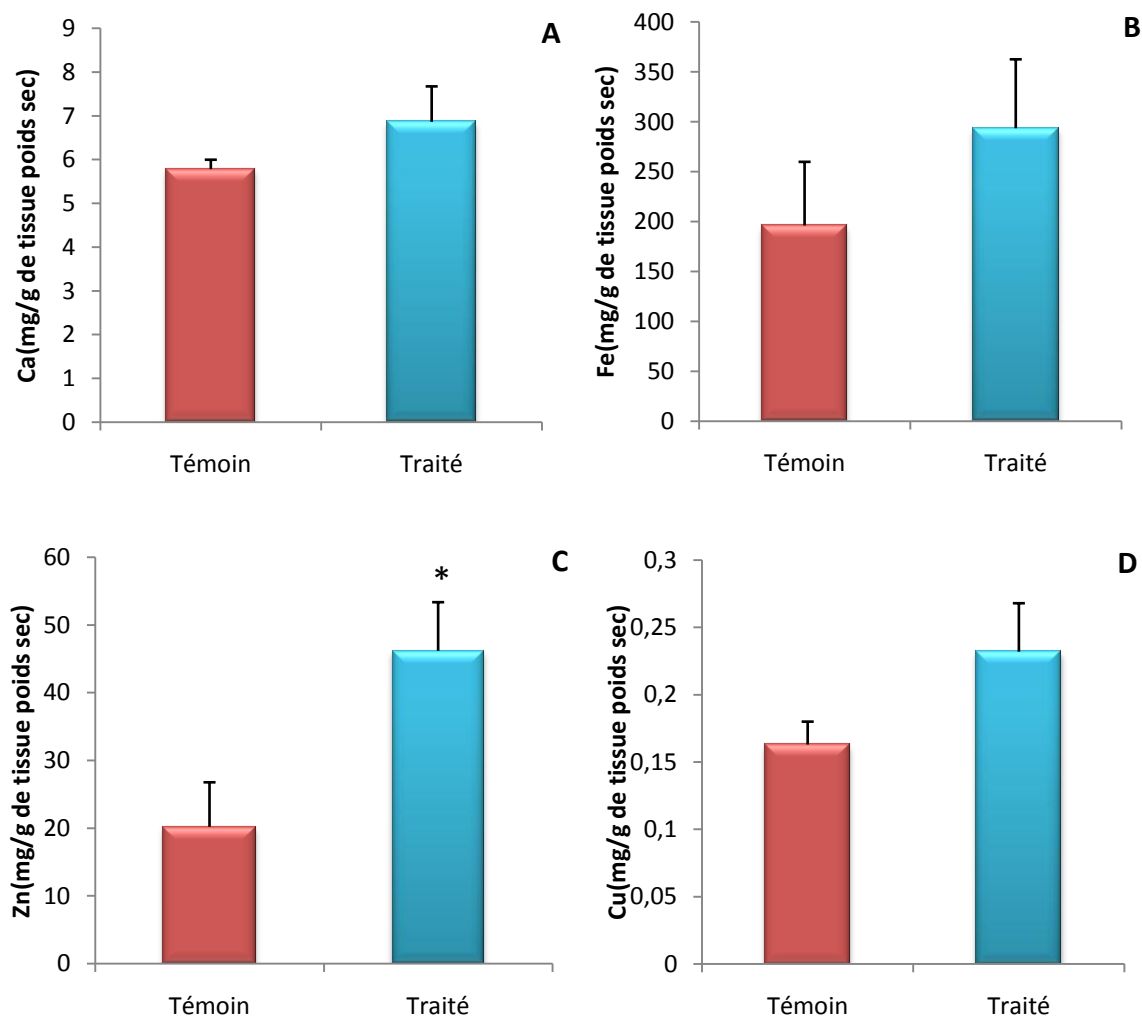 A
Ca(mg/g de tissue poids sec)
9
8
7
6
5
4
3
2
1
0
Témoin
Traité
B
Fe(mg/g de tissue poids sec)
400
350
300
250
200
150
100
50
0
Témoin
Traité
C
Zn(mg/g de tissue poids sec)
60
50
40
30
20
10
0
*
Témoin
Traité
D
Cu(mg/g de tissue poids sec)
0,3
0,25
0,2
0,15
0,1
0,05
0
Témoin
Traité